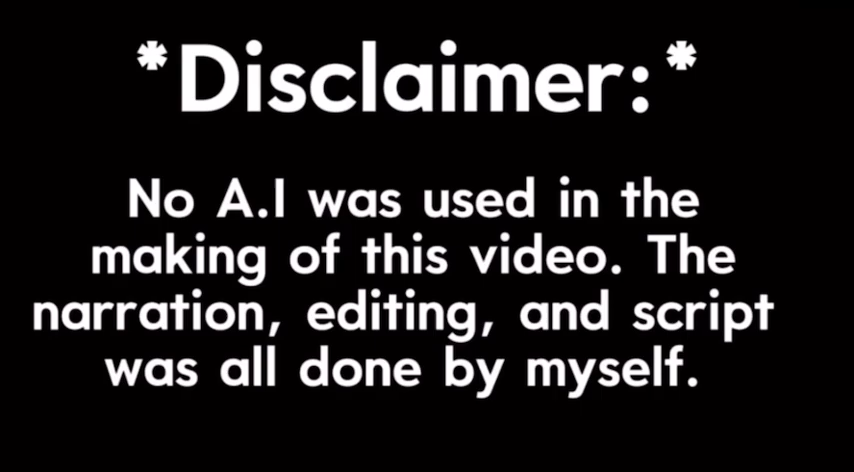 *Disclaimer:*
No A.I was used in the
making of this video. The
narration, editing, and script
was all done by myself.